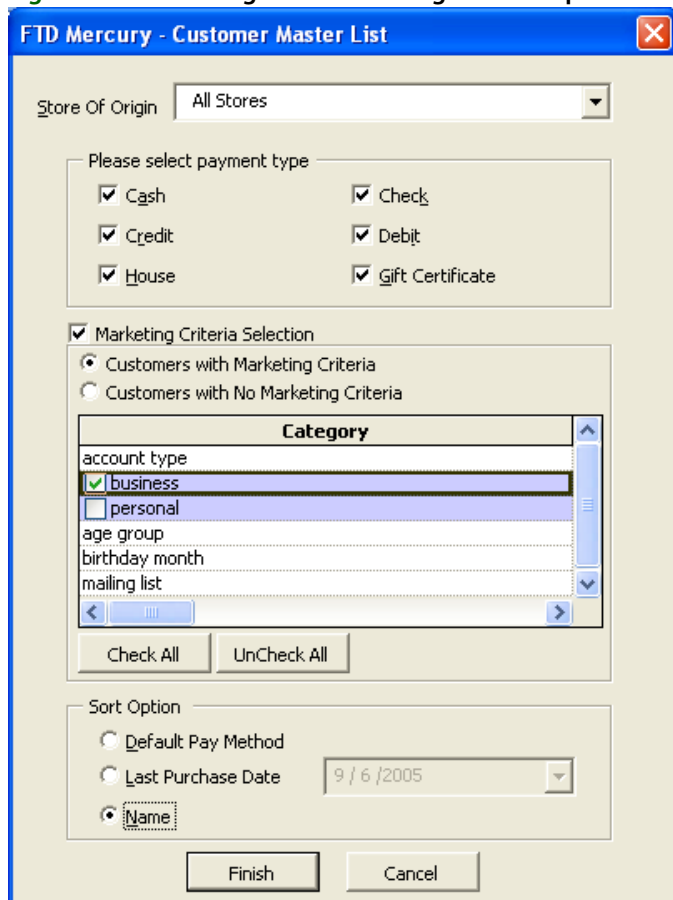 FTD Mercury - Customer Master List
Store Of Origin All Stores
Please select payment type
Cash Check
Credit Debit
House Gift Certificate
Marketing Criteria Selection
Customers with Marketing Criteria
Customers with No Marketing Criteria
Category
account type
business
personal
age group
birthday month
mailing list
Check All UnCheck All
Sort Option
Default Pay Method
Last Purchase Date 9 / 6 /2005
Name
Finish Cancel